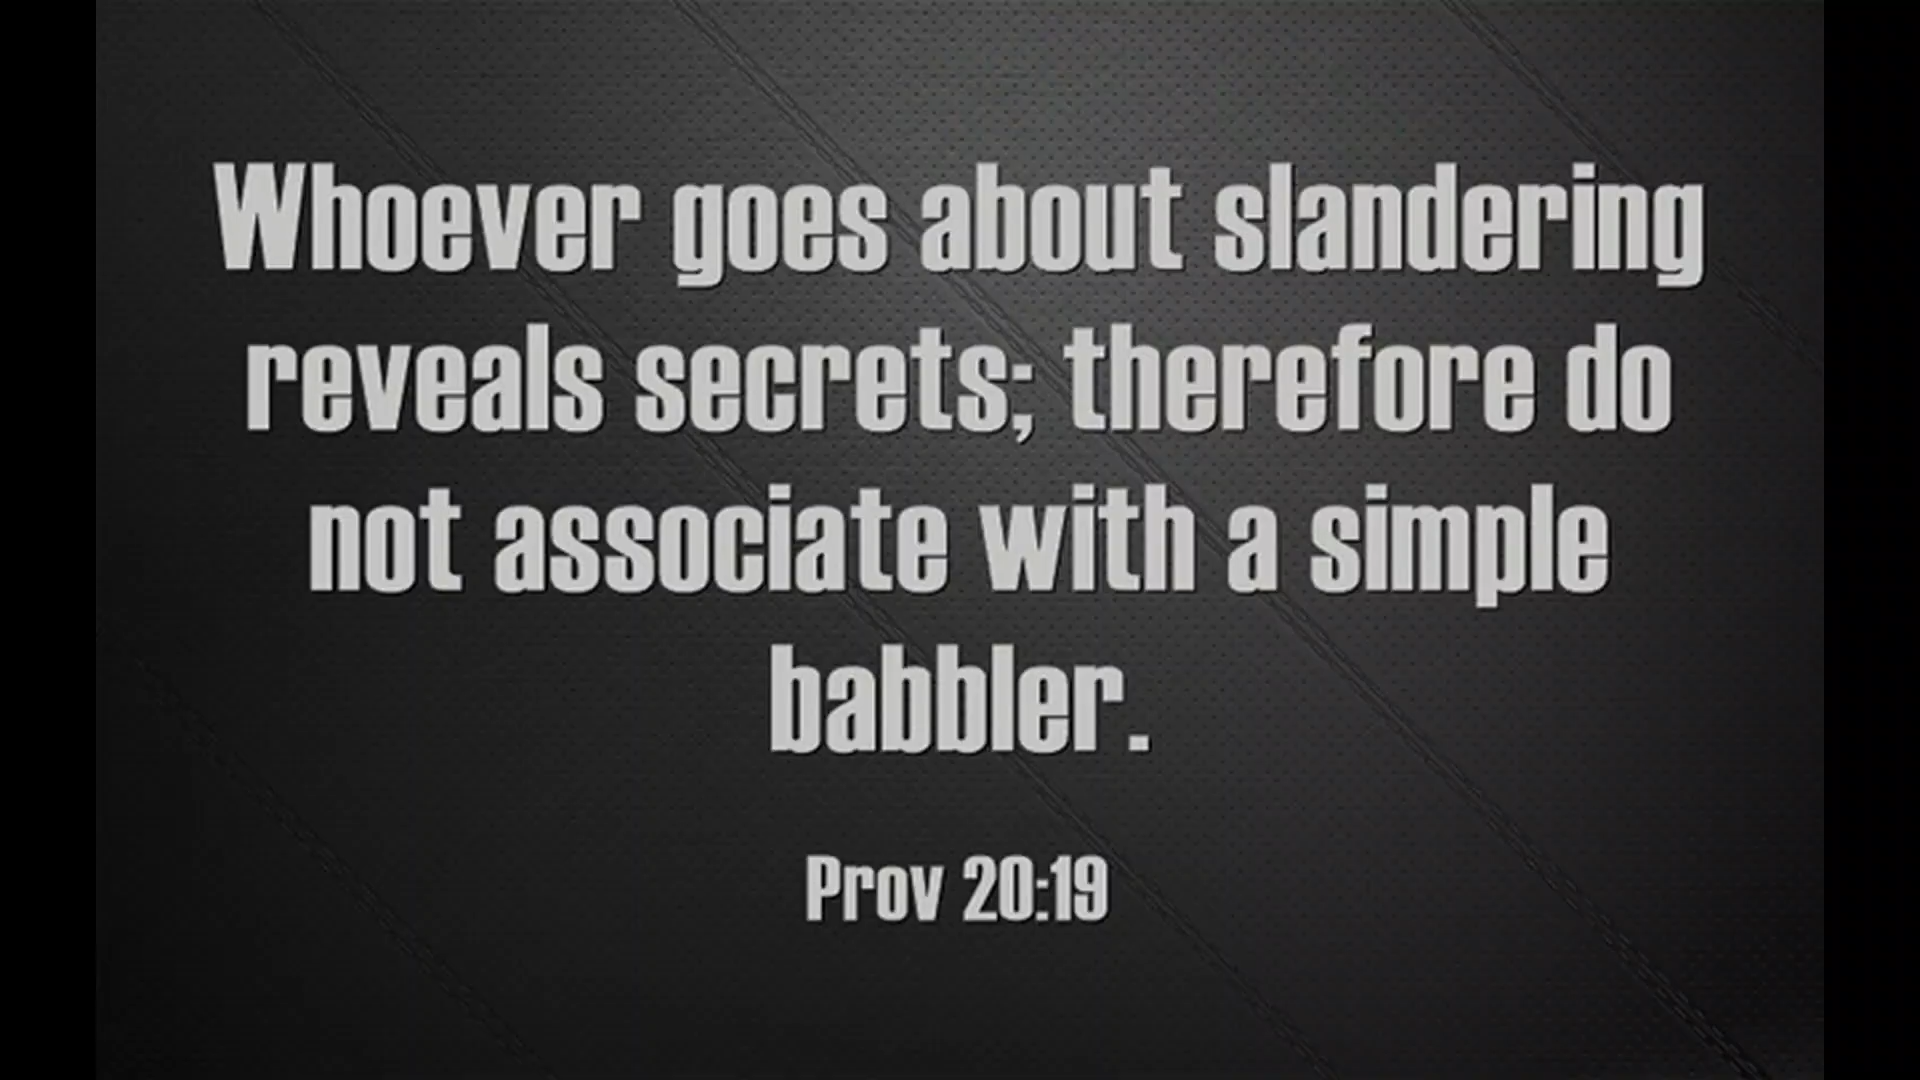 Whoever goes about slandering
reveals secrets; therefore do
not associate with a simple
babbler.
Prov 20:19